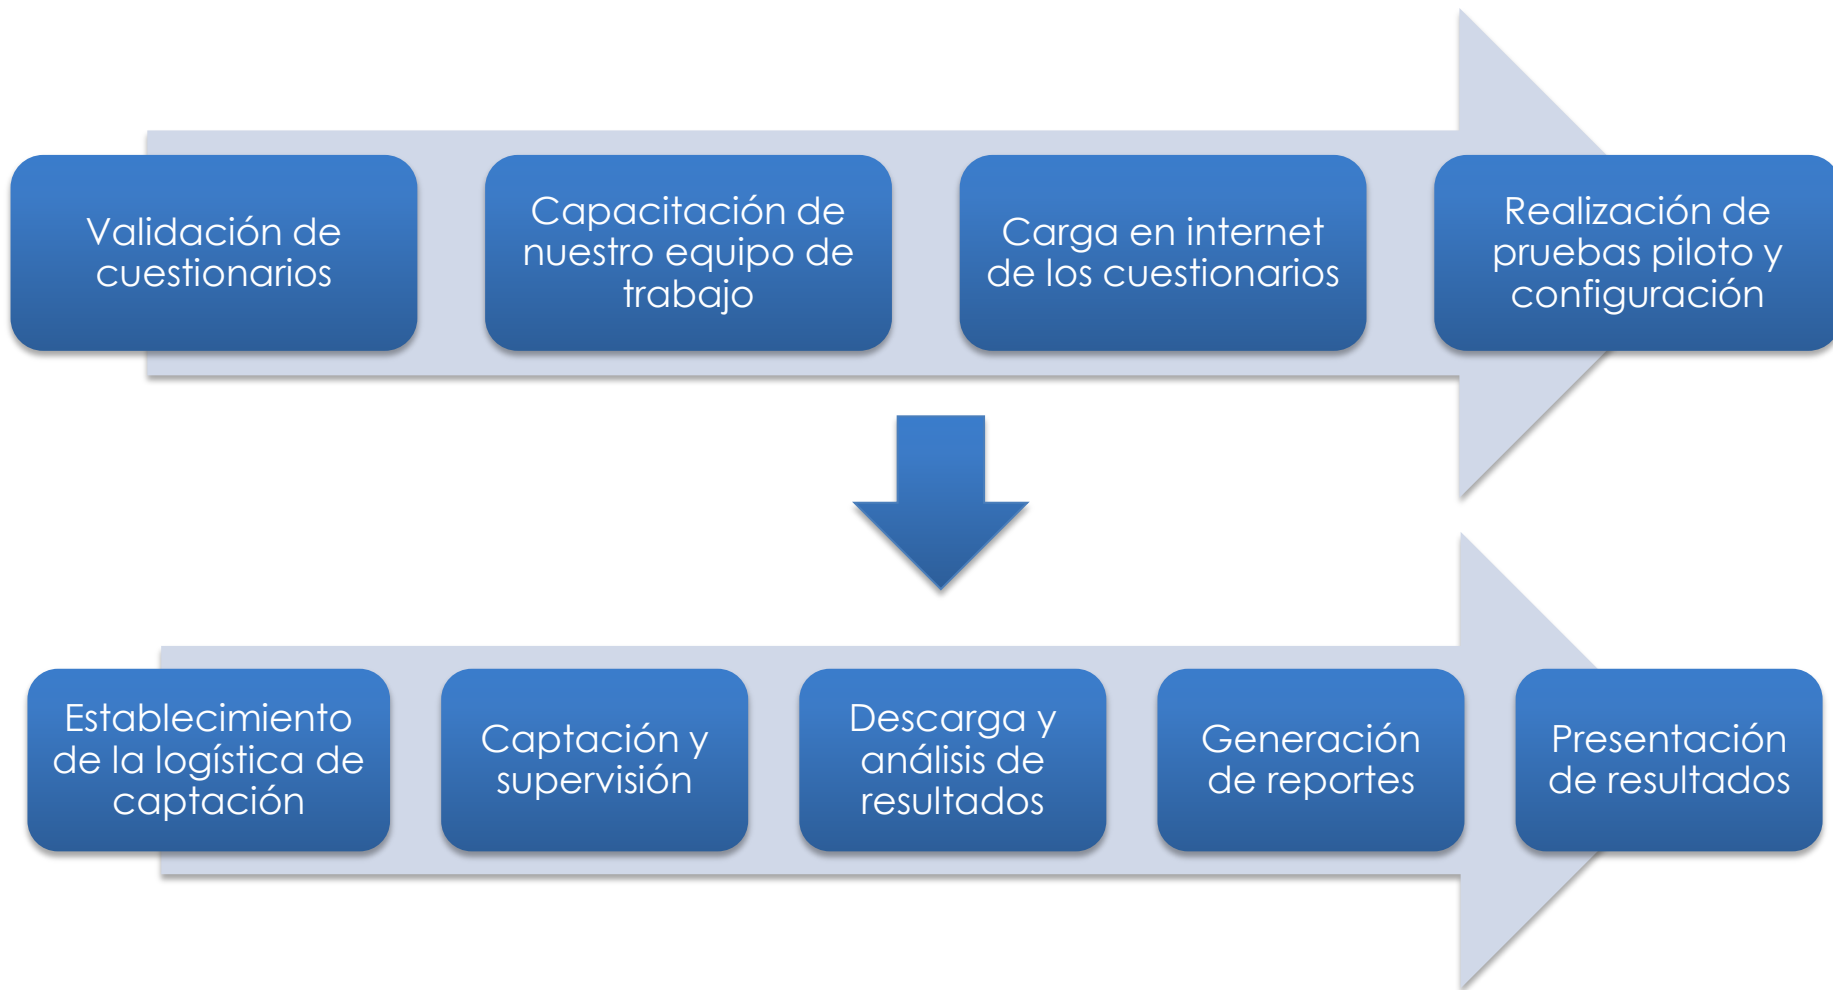 Validación de
cuestionarios
Capacitación de
nuestro equipo de
trabajo
Carga en internet
de los cuestionarios
Realización de
pruebas piloto y
configuración
Establecimiento
de la logística de
captación
Captación y
supervisión
Descarga y
análisis de
resultados
Generación
de reportes
Presentación
de resultados